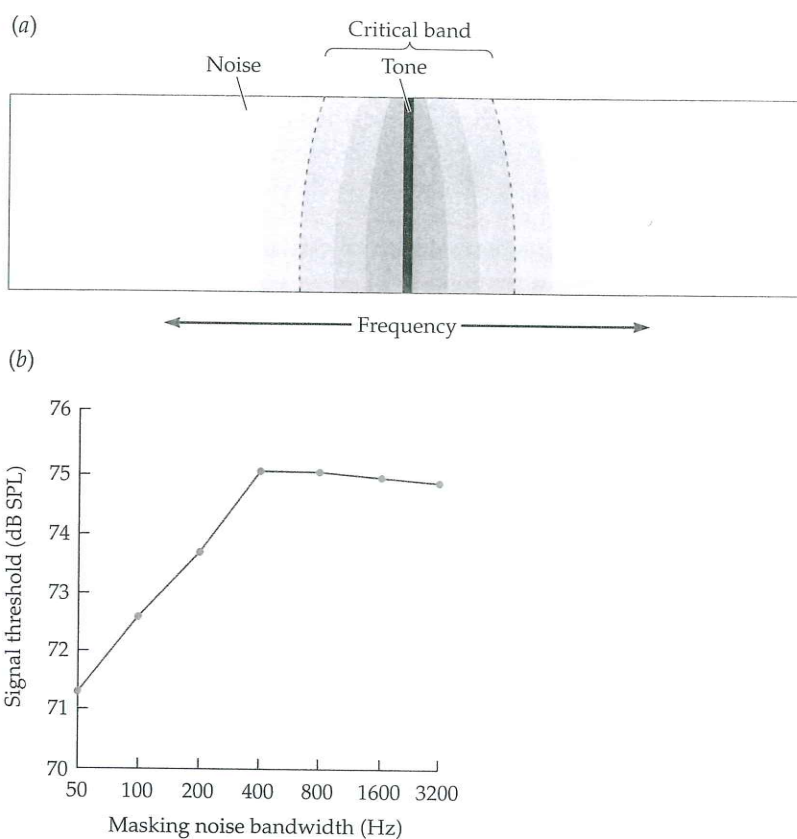 (a)
Critical band
Noise
Tone
Frequency
(b)
76
75
74
73
72
71
70
Signal threshold (dB SPL)
50 100 200 400 800 1600 3200
Masking noise bandwidth (Hz)